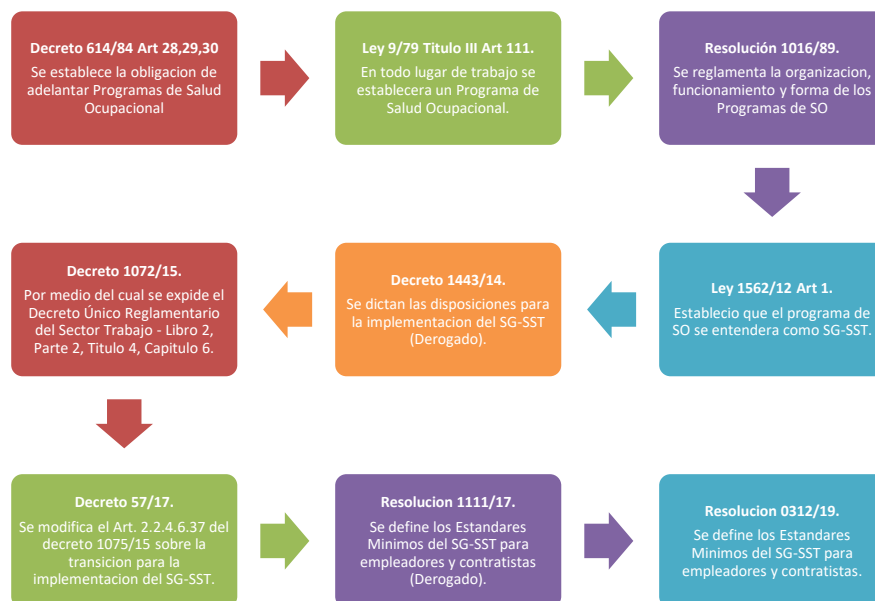 Decreto 614/84 Art 28,29,30
Se establece la obligacion de
adelantar Programas de Salud
Ocupacional
Ley 9/79 Titulo III Art 111.
En todo lugar de trabajo se
establecera un Programa de
Salud Ocupacional.
Resolución 1016/89.
Se reglamenta la organizacion,
funcionamiento y forma de los
Programas de SO
Ley 1562/12 Art 1.
Establecio que el programa de
SO se entendera como SG-SST.
Decreto 1443/14.
Se dictan las disposiciones para
la implementacion del SG-SST
(Derogado).
Decreto 1072/15.
Por medio del cual se expide el
Decreto Único Reglamentario
del Sector Trabajo - Libro 2,
Parte 2, Titulo 4, Capitulo 6.
Decreto 57/17.
Se modifica el Art. 2.2.4.6.37 del
decreto 1075/15 sobre la
transicion para la
implementacion del SG-SST.
Resolucion 1111/17.
Se define los Estandares
Minimos del SG-SST para
empleadores y contratistas
(Derogado).
Resolucion 0312/19.
Se define los Estandares
Minimos del SG-SST para
empleadores y contratistas.